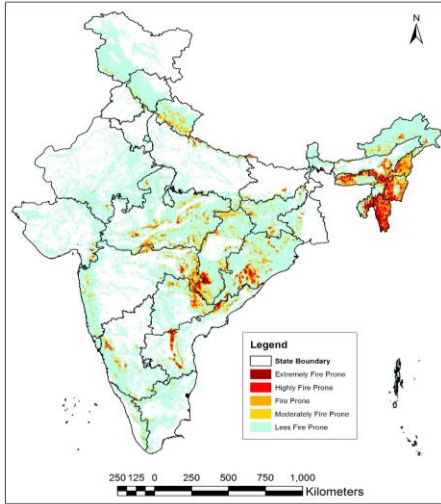 N
Legend
State Boundary
Extremely Fire Prone
Highly Fire Prone
Fire Prone
Moderately Fire Prone
Less Fire Prone
250 125 0 250 500 750 1,000
Kilometers